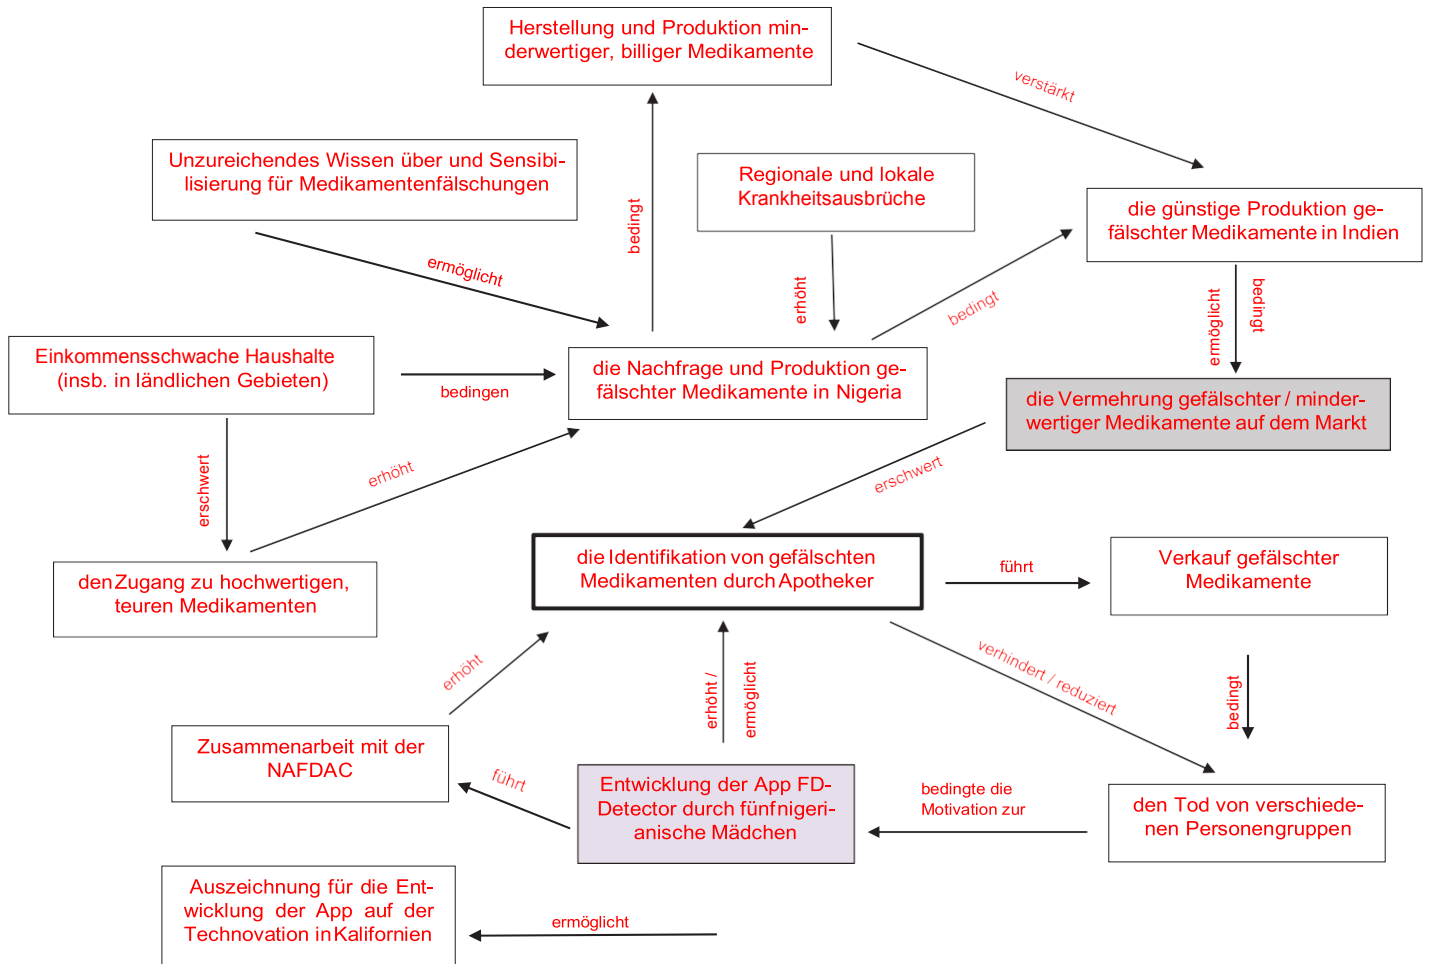 Herstellung und Produktion min-
derwertiger, billiger Medikamente
verstärkt
Unzureichendes Wissen über und Sensibi-
lisierung für Medikamentenfälschungen
Regionale und lokale
Krankheitsausbrüche
die günstige Produktion ge-
fälschter Medikamente in Indien
bedingt
ermöglicht
erhöht
bedingt
ermöglicht
bedingt
Einkommensschwache Haushalte
(insb. in ländlichen Gebieten)
bedingen
die Nachfrage und Produktion ge-
fälschter Medikamente in Nigeria
die Vermehrung gefälschter / minder-
wertiger Medikamente auf dem Markt
erschwert
erhöht
erschwert
den Zugang zu hochwertigen,
teuren Medikamenten
die Identifikation von gefälschten
Medikamenten durch Apotheker
führt
Verkauf gefälschter
Medikamente
erhöht
erhöht /
ermöglicht
verhindert / reduziert
bedingt
Zusammenarbeit mit der
NAFDAC
führt
Entwicklung der App FD-
Detector durch fünf nigeri-
anische Mädchen
bedingte die
Motivation zur
den Tod von verschiede-
nen Personengruppen
Auszeichnung für die Ent-
wicklung der App auf der
Technovation in Kalifornien
ermöglicht